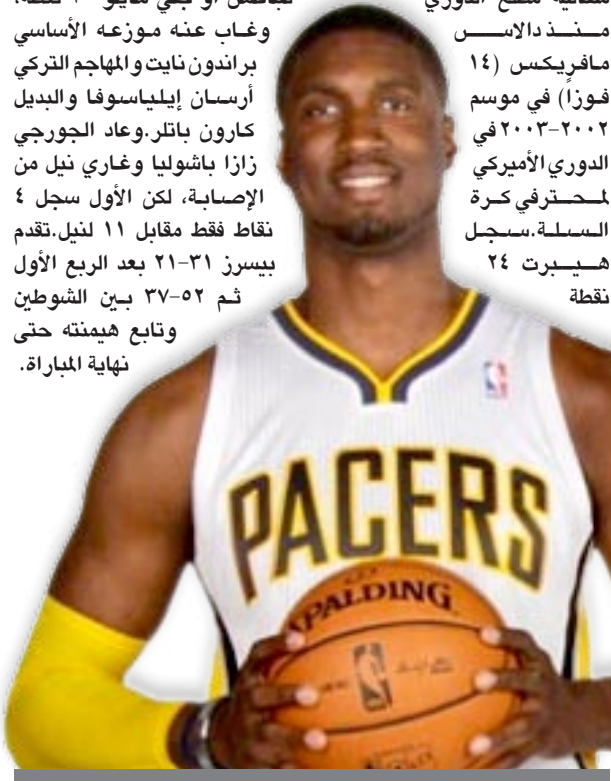 منذ دالاس
مافريكس (١٤
فوزاً) في موسم
٢٠٠٢-٢٠٠٣ في
الدوري الأميركي
لمحترفي كرة
السلة.سجل
هيبرت ٢٤
نقطة
وغاب عنه موزعه الأساسي
براندون نايت والمهاجم التركي
أرسان إيلياسوفا والبديل
كارون باتلر.وعاد الجورجي
زازا باشوليا وغاري نيل من
الإصابة، لكن الأول سجل ٤
نقاط فقط مقابل ١١ لنيل.تقدم
بيسرز ٣١-٢١ بعد الربع الأول
ثم ٥٢-٣٧ بين الشوطين
وتابع هيمنته حتى
نهاية المباراة.
PACERS
SPALDING